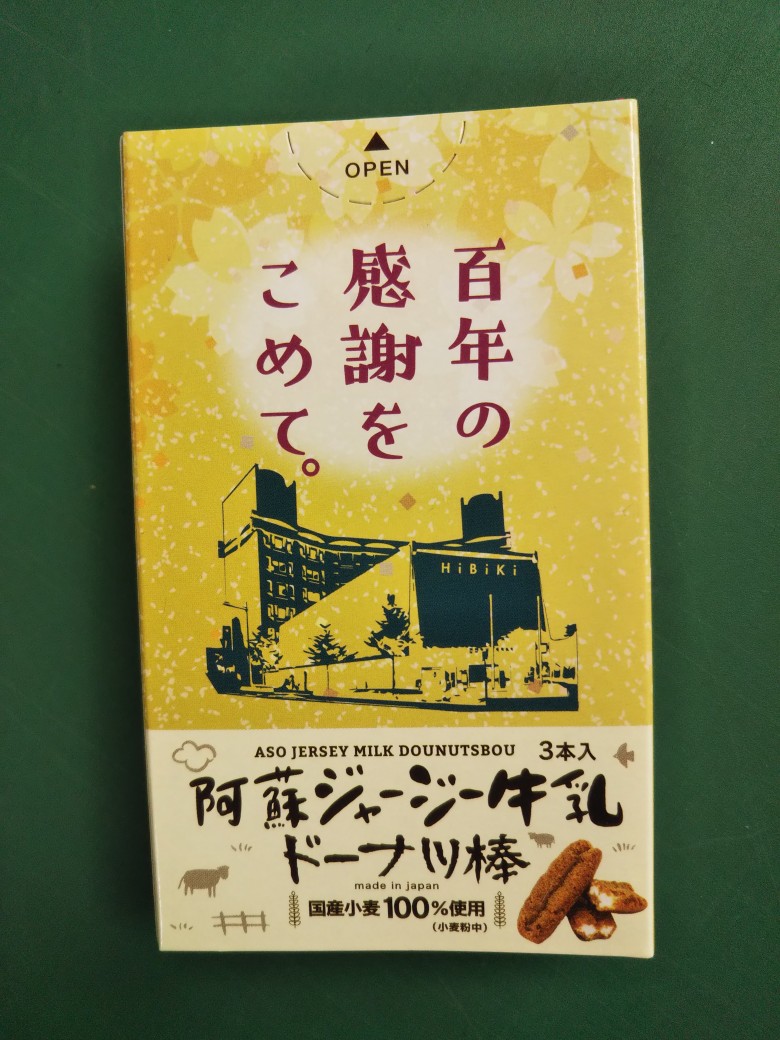 OPEN
百年の
感謝を
こめて。
HiBiKi
ASO JERSEY MILK DOUNUTSBOU 3本入
阿蘇ジャージー牛乳
ドーナツ棒
made in japan
国産小麦100%使用
(小麦粉中)